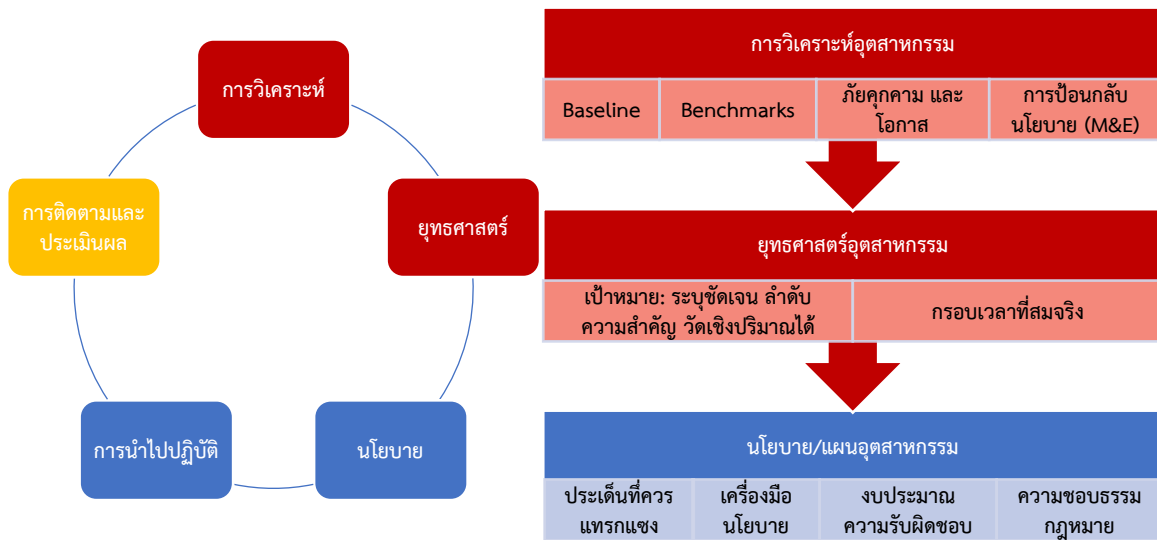 การวิเคราะห์
ยุทธศาสตร์
นโยบาย
การนำไปปฏิบัติ
การติดตามและ
ประเมินผล
การวิเคราะห์อุตสาหกรรม
Baseline
Benchmarks
ภัยคุกคาม และ
โอกาส
การป้อนกลับ
นโยบาย (M&E)
ยุทธศาสตร์อุตสาหกรรม
เป้าหมาย: ระบุชัดเจน ลำดับ
ความสำคัญ วัดเชิงปริมาณได้
กรอบเวลาที่สมจริง
นโยบาย/แผนอุตสาหกรรม
ประเด็นที่ควร
แทรกแซง
เครื่องมือ
นโยบาย
งบประมาณ
ความรับผิดชอบ
ความชอบธรรม
กฎหมาย